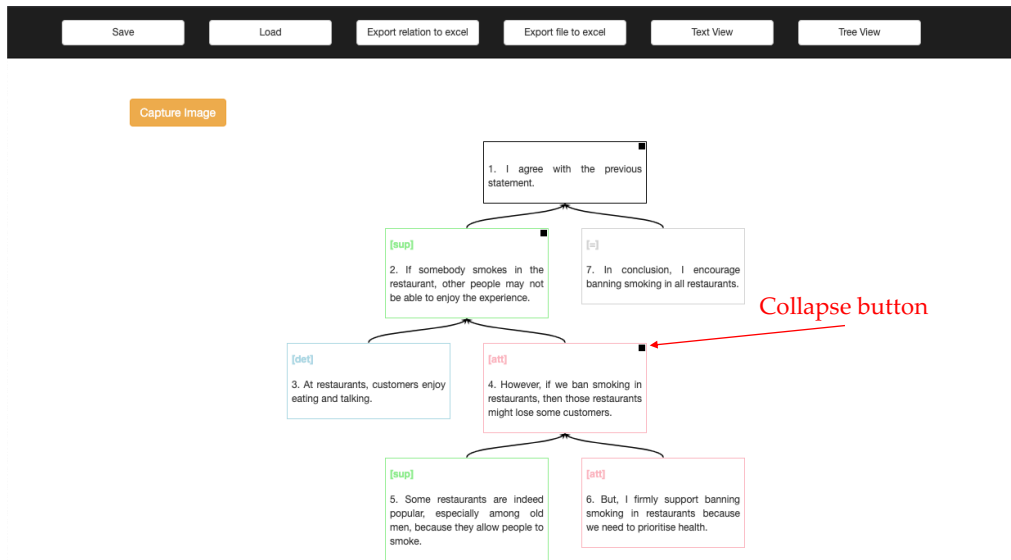 Save
Load
Export relation to excel
Export file to excel
Text View
Tree View
Capture Image
1. I agree with the previous
statement.
[sup]
2. If somebody smokes in the
restaurant, other people may not
be able to enjoy the experience.
[=]
7. In conclusion, I encourage
banning smoking in all restaurants.
Collapse button
[det]
3. At restaurants, customers enjoy
eating and talking.
[att]
4. However, if we ban smoking in
restaurants, then those restaurants
might lose some customers.
[sup]
5. Some restaurants are indeed
popular, especially among old
men, because they allow people to
smoke.
[att]
6. But, I firmly support banning
smoking in restaurants because
we need to prioritise health.